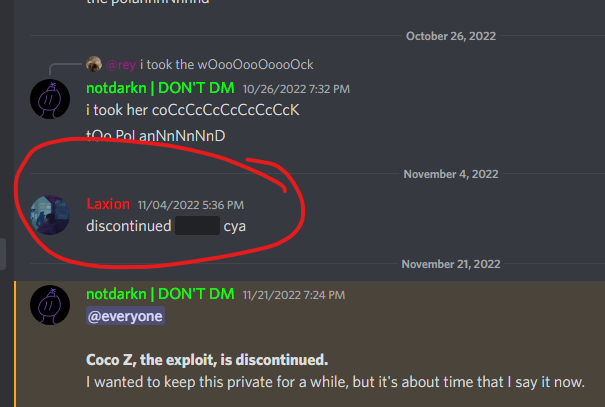 the polannNnnnd
October 26, 2022
@rey i took the wOooOooOoooOck
notdarkn | DON'T DM 10/26/2022 7:32 PM
i took her coCcCcCcCcCcCcCcK
tOo PoLanNnNnNnD
November 4, 2022
Laxion 11/04/2022 5:36 PM
discontinued cya
November 21, 2022
notdarkn | DON'T DM 11/21/2022 7:24 PM
@everyone
Coco Z, the exploit, is discontinued.
I wanted to keep this private for a while, but it's about time that I say it now.